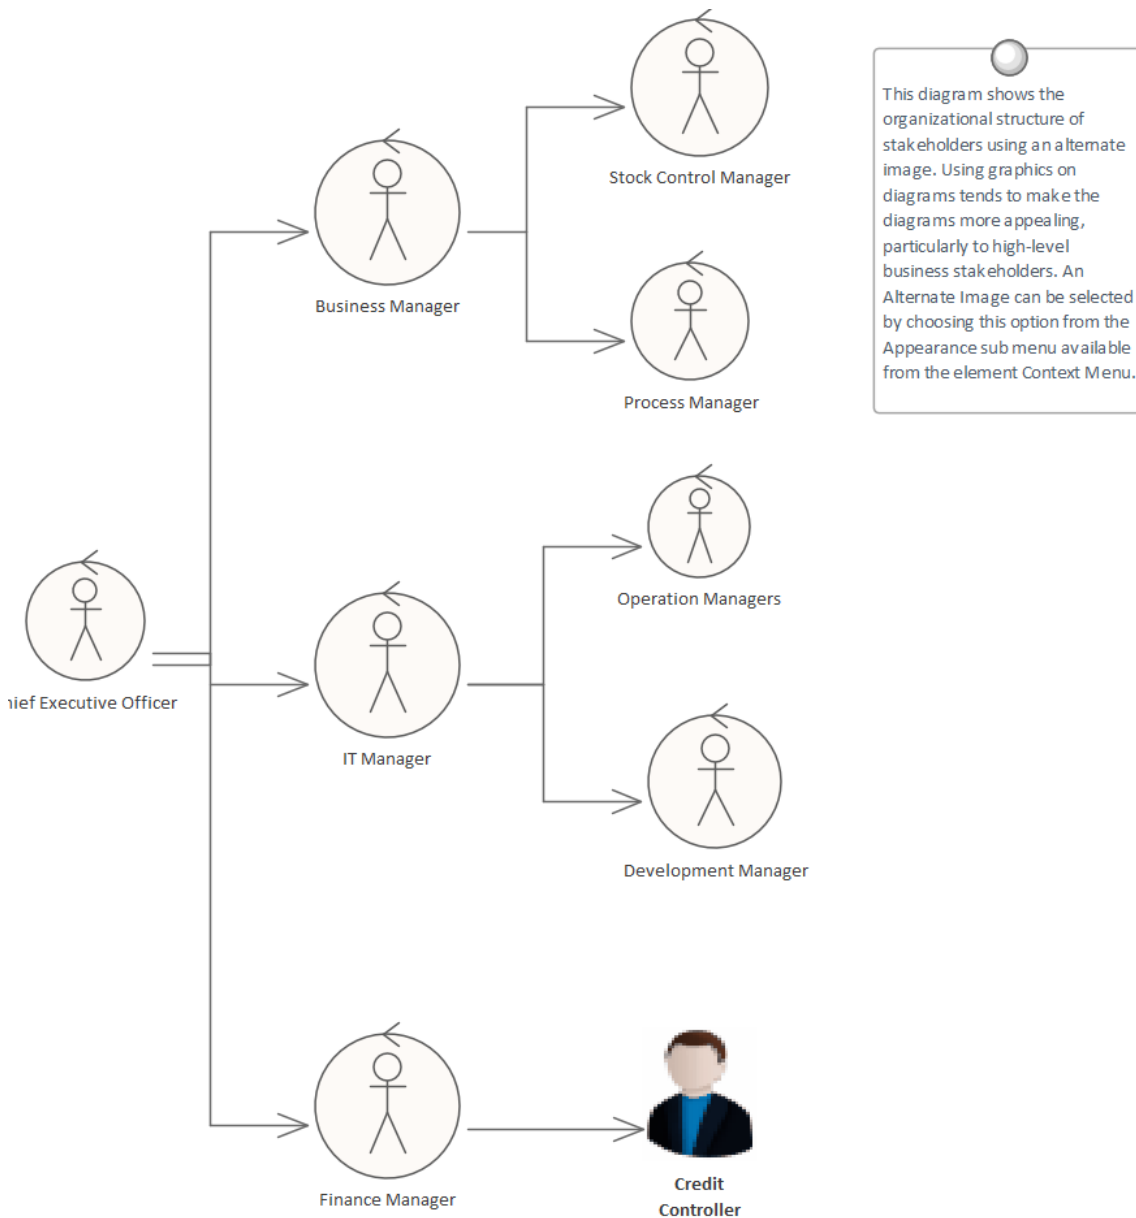 Stock Control Manager
This diagram shows the
organizational structure of
stakeholders using an alternate
image. Using graphics on
diagrams tends to make the
diagrams more appealing,
particularly to high-level
business stakeholders. An
Alternate Image can be selected
by choosing this option from the
Appearance sub menu available
from the element Context Menu.
Business Manager
Process Manager
Operation Managers
hief Executive Officer
IT Manager
Development Manager
Finance Manager
Credit
Controller